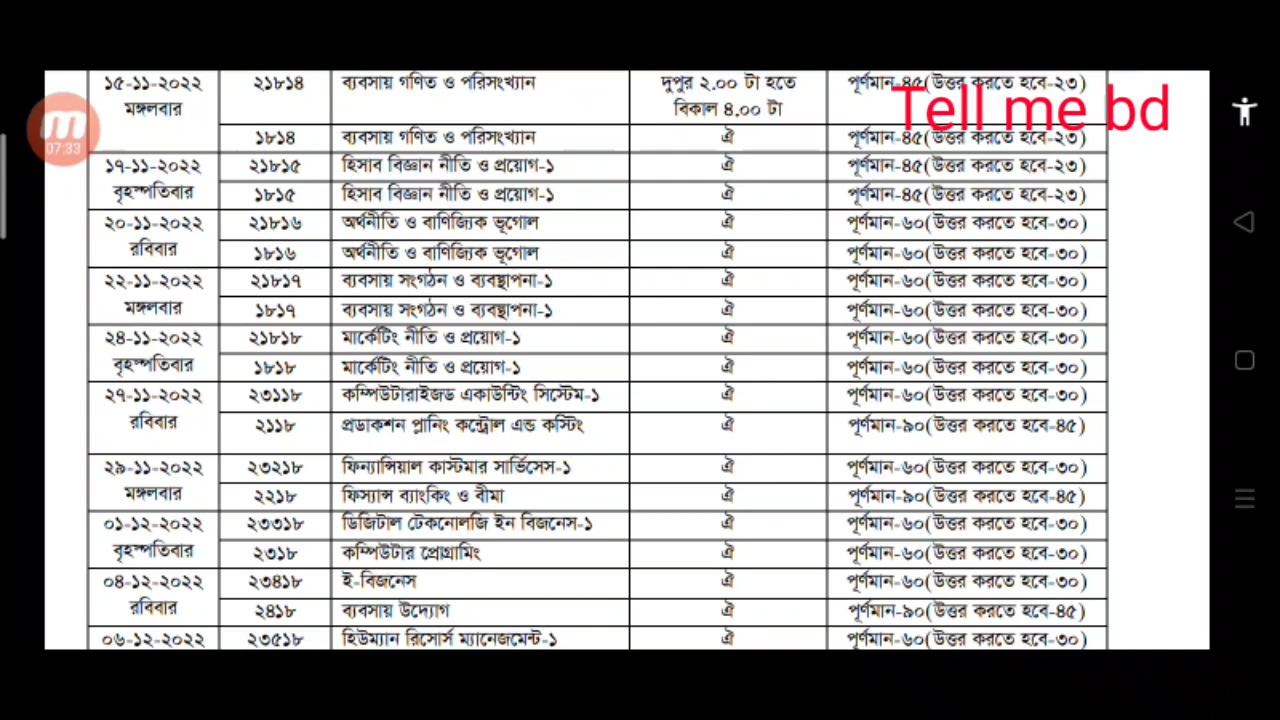 ১৫-১১-২০২২ ২১৮১৪ ব্যবসায় গণিত ও পরিসংখ্যান দুপুর ২.০০ টা হতে পূর্ণমান-৪৫(উত্তর করতে হবে-২৩)
মঙ্গলবার বিকাল ৪.০০ টা
Tell me bd
07:33
১৮১৪ ব্যবসায় গণিত ও পরিসংখ্যান ঐ পূর্ণমান-৪৫(উত্তর করতে হবে-২৩)
১৭-১১-২০২২ ২১৮১৫ হিসাব বিজ্ঞান নীতি ও প্রয়োগ-১ ঐ পূর্ণমান-৪৫(উত্তর করতে হবে-২৩)
বৃহস্পতিবার ১৮১৫ হিসাব বিজ্ঞান নীতি ও প্রয়োগ-১ ঐ পূর্ণমান-৪৫(উত্তর করতে হবে-২৩)
২০-১১-২০২২ ২১৮১৬ অর্থনীতি ও বাণিজ্যিক ভূগোল ঐ পূর্ণমান-৬০(উত্তর করতে হবে-৩০)
রবিবার ১৮১৬ অর্থনীতি ও বাণিজ্যিক ভূগোল ঐ পূর্ণমান-৬০(উত্তর করতে হবে-৩০)
২২-১১-২০২২ ২১৮১৭ ব্যবসায় সংগঠন ও ব্যবস্থাপনা-১ ঐ পূর্ণমান-৬০(উত্তর করতে হবে-৩০)
মঙ্গলবার ১৮১৭ ব্যবসায় সংগঠন ও ব্যবস্থাপনা-১ ঐ পূর্ণমান-৬০(উত্তর করতে হবে-৩০)
২৪-১১-২০২২ ২১৮১৮ মার্কেটিং নীতি ও প্রয়োগ-১ ঐ পূর্ণমান-৬০(উত্তর করতে হবে-৩০)
বৃহস্পতিবার ১৮১৮ মার্কেটিং নীতি ও প্রয়োগ-১ ঐ পূর্ণমান-৬০(উত্তর করতে হবে-৩০)
২৭-১১-২০২২ ২৩১১৮ কম্পিউটারাইজড একাউন্টিং সিস্টেম-১ ঐ পূর্ণমান-৬০(উত্তর করতে হবে-৩০)
রবিবার ২১১৮ প্রডাকশন প্লানিং কন্ট্রোল এন্ড কস্টিং ঐ পূর্ণমান-৯০(উত্তর করতে হবে-৪৫)
২৯-১১-২০২২ ২৩২১৮ ফিন্যান্সিয়াল কাস্টমার সার্ভিসেস-১ ঐ পূর্ণমান-৬০(উত্তর করতে হবে-৩০)
মঙ্গলবার ২২১৮ ফিস্যান্স ব্যাংকিং ও বীমা ঐ পূর্ণমান-৯০(উত্তর করতে হবে-৪৫)
০১-১২-২০২২ ২৩৩১৮ ডিজিটাল টেকনোলজি ইন বিজনেস-১ ঐ পূর্ণমান-৬০(উত্তর করতে হবে-৩০)
বৃহস্পতিবার ২৩১৮ কম্পিউটার প্রোগ্রামিং ঐ পূর্ণমান-৬০(উত্তর করতে হবে-৩০)
০৪-১২-২০২২ ২৩৪১৮ ই-বিজনেস ঐ পূর্ণমান-৬০(উত্তর করতে হবে-৩০)
রবিবার ২৪১৮ ব্যবসায় উদ্যোগ ঐ পূর্ণমান-৯০(উত্তর করতে হবে-৪৫)
০৬-১২-২০২২ ২৩৫১৮ হিউম্যান রিসোর্স ম্যানেজমেন্ট-১ ঐ পূর্ণমান-৬০(উত্তর করতে হবে-৩০)